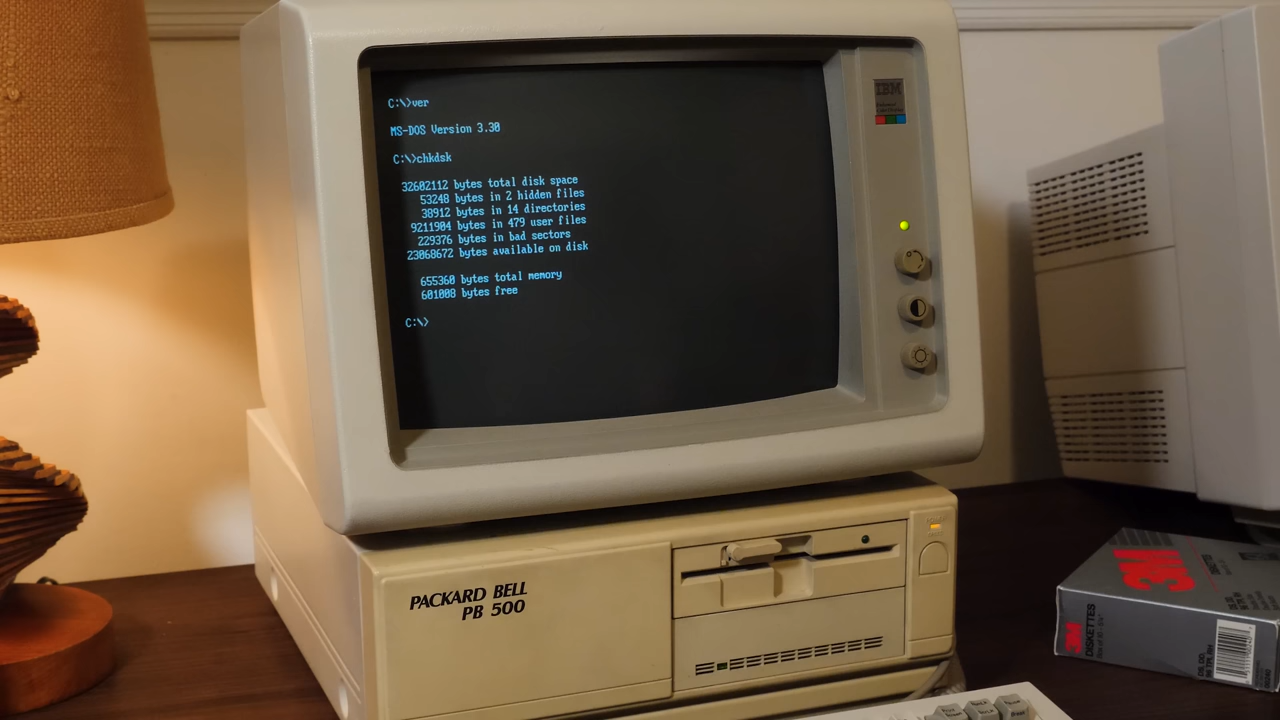 C:\>ver
MS-DOS Version 3.30
C:\>chkdsk
32602112 bytes total disk space
53248 bytes in 2 hidden files
38912 bytes in 14 directories
9211904 bytes in 479 user files
229376 bytes in bad sectors
23068672 bytes available on disk
655360 bytes total memory
601008 bytes free
C:\>
IBM
PACKARD BELL
PB 500
3M
3M
DISKETTES